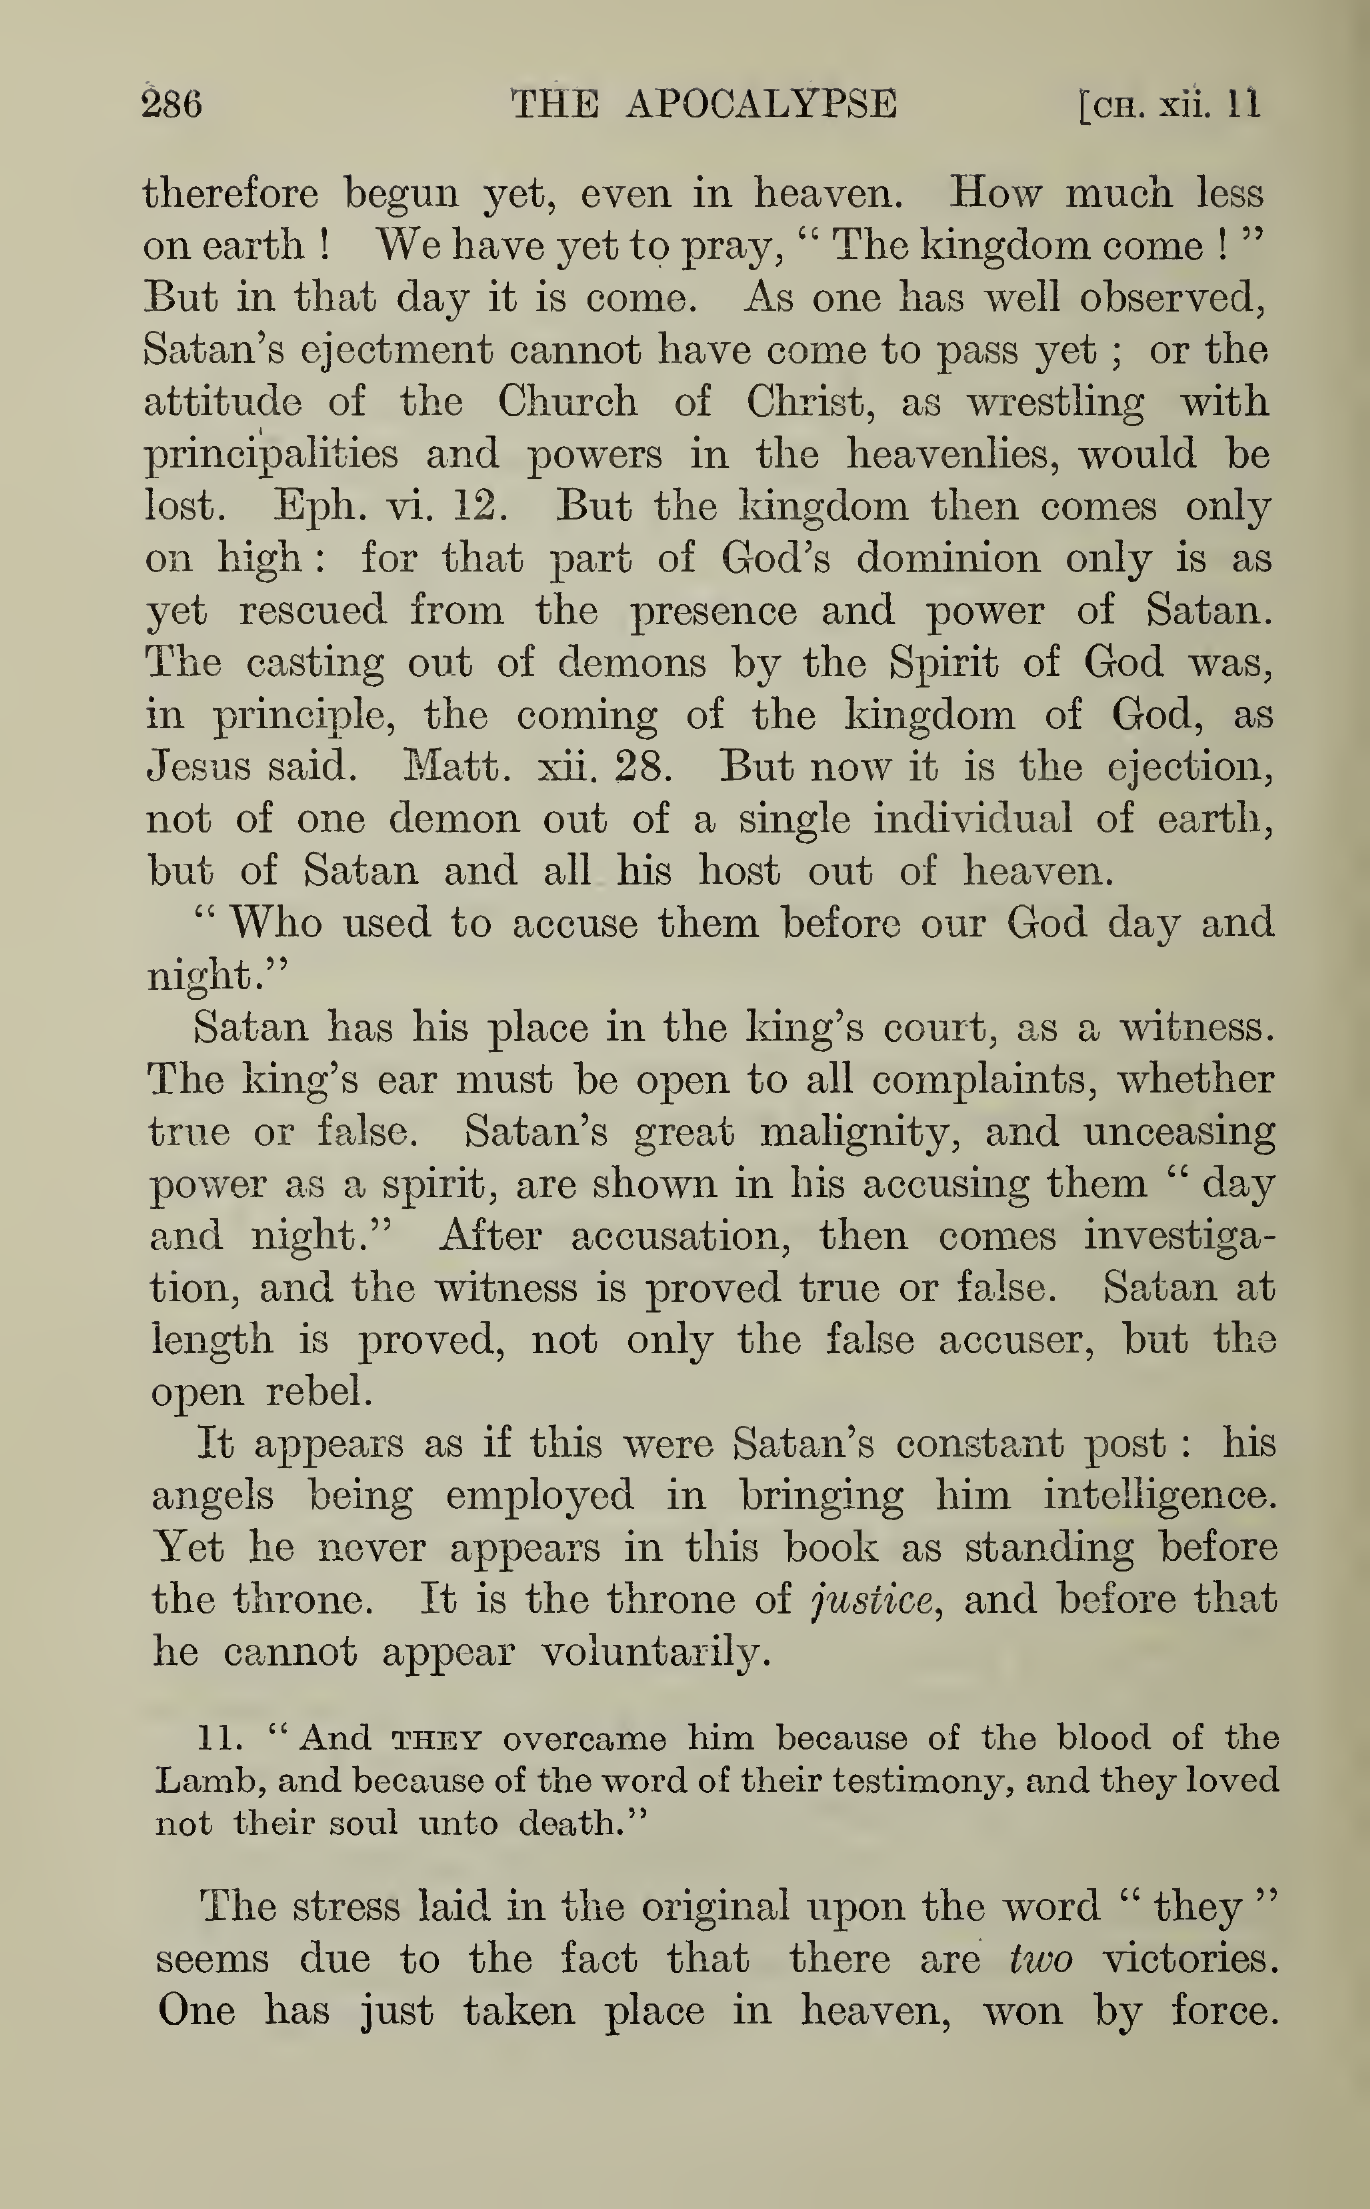 286 THE APOCALYPSE [CH. xii. 11
therefore begun yet, even in heaven. How much less
on earth ! We have yet to pray, “ The kingdom come ! ”
But in that day it is come. As one has well observed,
Satan’s ejectment cannot have come to pass yet ; or the
attitude of the Church of Christ, as wrestling with
principalities and powers in the heavenlies, would be
lost. Eph. vi. 12. But the kingdom then comes only
on high : for that part of God’s dominion only is as
yet rescued from the presence and power of Satan.
The casting out of demons by the Spirit of God was,
in principle, the coming of the kingdom of God, as
Jesus said. Matt. xii. 28. But now it is the ejection,
not of one demon out of a single individual of earth,
but of Satan and all his host out of heaven.
“ Who used to accuse them before our God day and
night.”
Satan has his place in the king’s court, as a witness.
The king’s ear must be open to all complaints, whether
true or false. Satan’s great malignity, and unceasing
power as a spirit, are shown in his accusing them “ day
and night.” After accusation, then comes investiga-
tion, and the witness is proved true or false. Satan at
length is proved, not only the false accuser, but the
open rebel.
It appears as if this were Satan’s constant post : his
angels being employed in bringing him intelligence.
Yet he never appears in this book as standing before
the throne. It is the throne of justice, and before that
he cannot appear voluntarily.
11. “ And THEY overcame him because of the blood of the
Lamb, and because of the word of their testimony, and they loved
not their soul unto death.”
The stress laid in the original upon the word “ they ”
seems due to the fact that there are two victories.
One has just taken place in heaven, won by force.